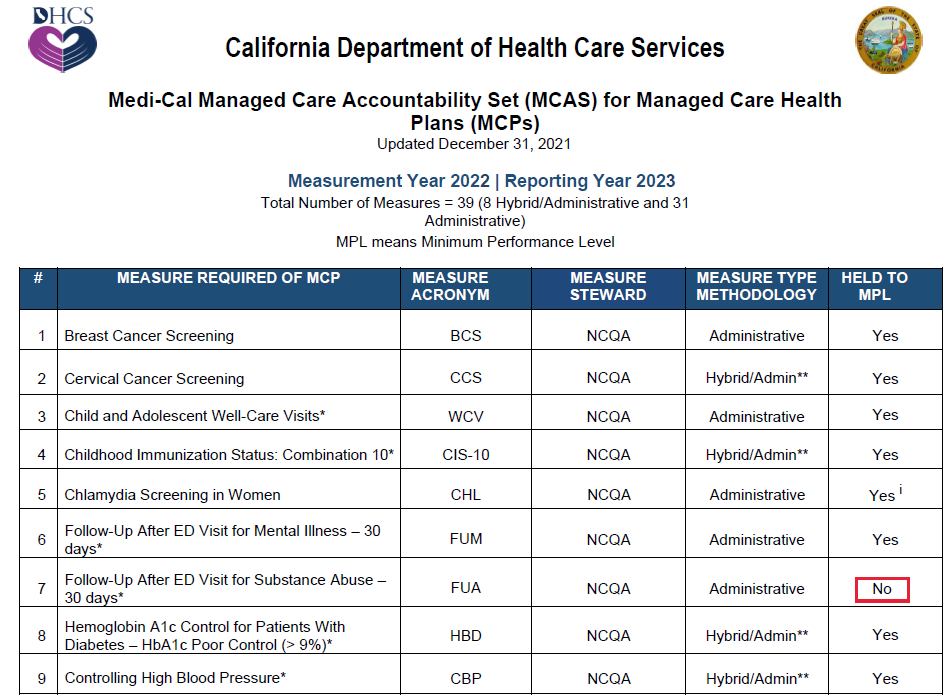 DHCS
California Department of Health Care Services
Medi-Cal Managed Care Accountability Set (MCAS) for Managed Care Health
Plans (MCPs)
Updated December 31, 2021
Measurement Year 2022 | Reporting Year 2023
Total Number of Measures = 39 (8 Hybrid/Administrative and 31
Administrative)
MPL means Minimum Performance Level
# MEASURE REQUIRED OF MCP MEASURE ACRONYM MEASURE STEWARD MEASURE TYPE METHODOLOGY HELD TO MPL
1 Breast Cancer Screening BCS NCQA Administrative Yes
2 Cervical Cancer Screening CCS NCQA Hybrid/Admin** Yes
3 Child and Adolescent Well-Care Visits* WCV NCQA Administrative Yes
4 Childhood Immunization Status: Combination 10* CIS-10 NCQA Hybrid/Admin** Yes
5 Chlamydia Screening in Women CHL NCQA Administrative Yes i
6 Follow-Up After ED Visit for Mental Illness – 30 days* FUM NCQA Administrative Yes
7 Follow-Up After ED Visit for Substance Abuse – 30 days* FUA NCQA Administrative No
8 Hemoglobin A1c Control for Patients With Diabetes – HbA1c Poor Control (> 9%)* HBD NCQA Hybrid/Admin** Yes
9 Controlling High Blood Pressure* CBP NCQA Hybrid/Admin** Yes